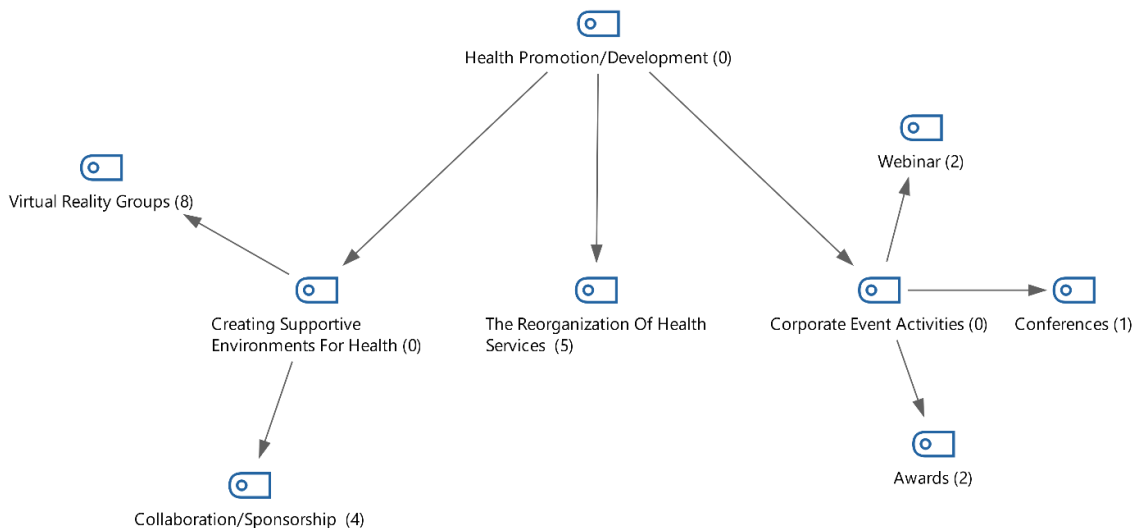 Health Promotion/Development (0)
Webinar (2)
Virtual Reality Groups (8)
Creating Supportive
Environments For Health (0)
The Reorganization Of Health
Services (5)
Corporate Event Activities (0)
Conferences (1)
Awards (2)
Collaboration/Sponsorship (4)